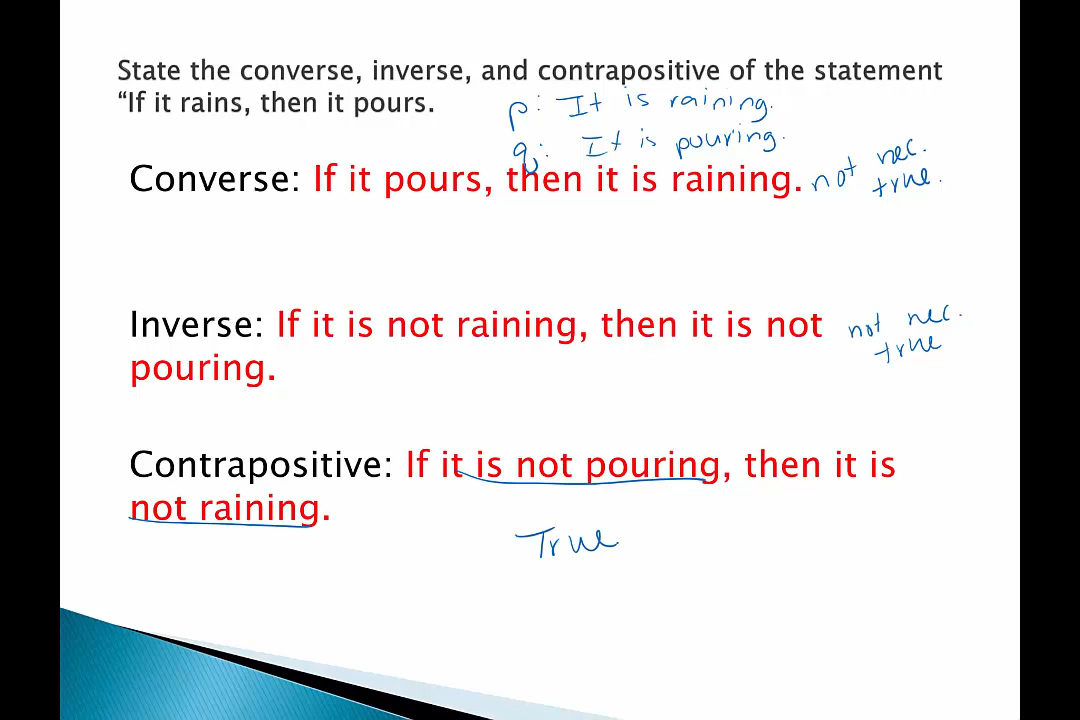 State the converse, inverse, and contrapositive of the statement
“If it rains, then it pours.
p: It is raining.
q: It is pouring.
Converse: If it pours, then it is raining.
not nec.
true.
Inverse: If it is not raining, then it is not
pouring.
not nec.
true
Contrapositive: If it is not pouring, then it is
not raining.
True